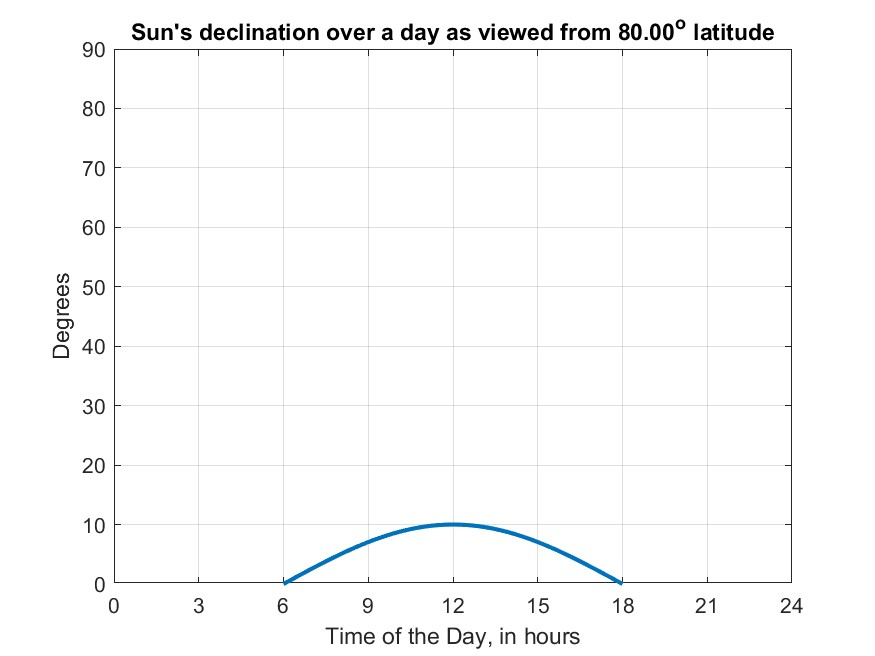 Sun's declination over a day as viewed from 80.00º latitude
90
80
70
60
50
40
30
20
10
0
Degrees
0 3 6 9 12 15 18 21 24
Time of the Day, in hours